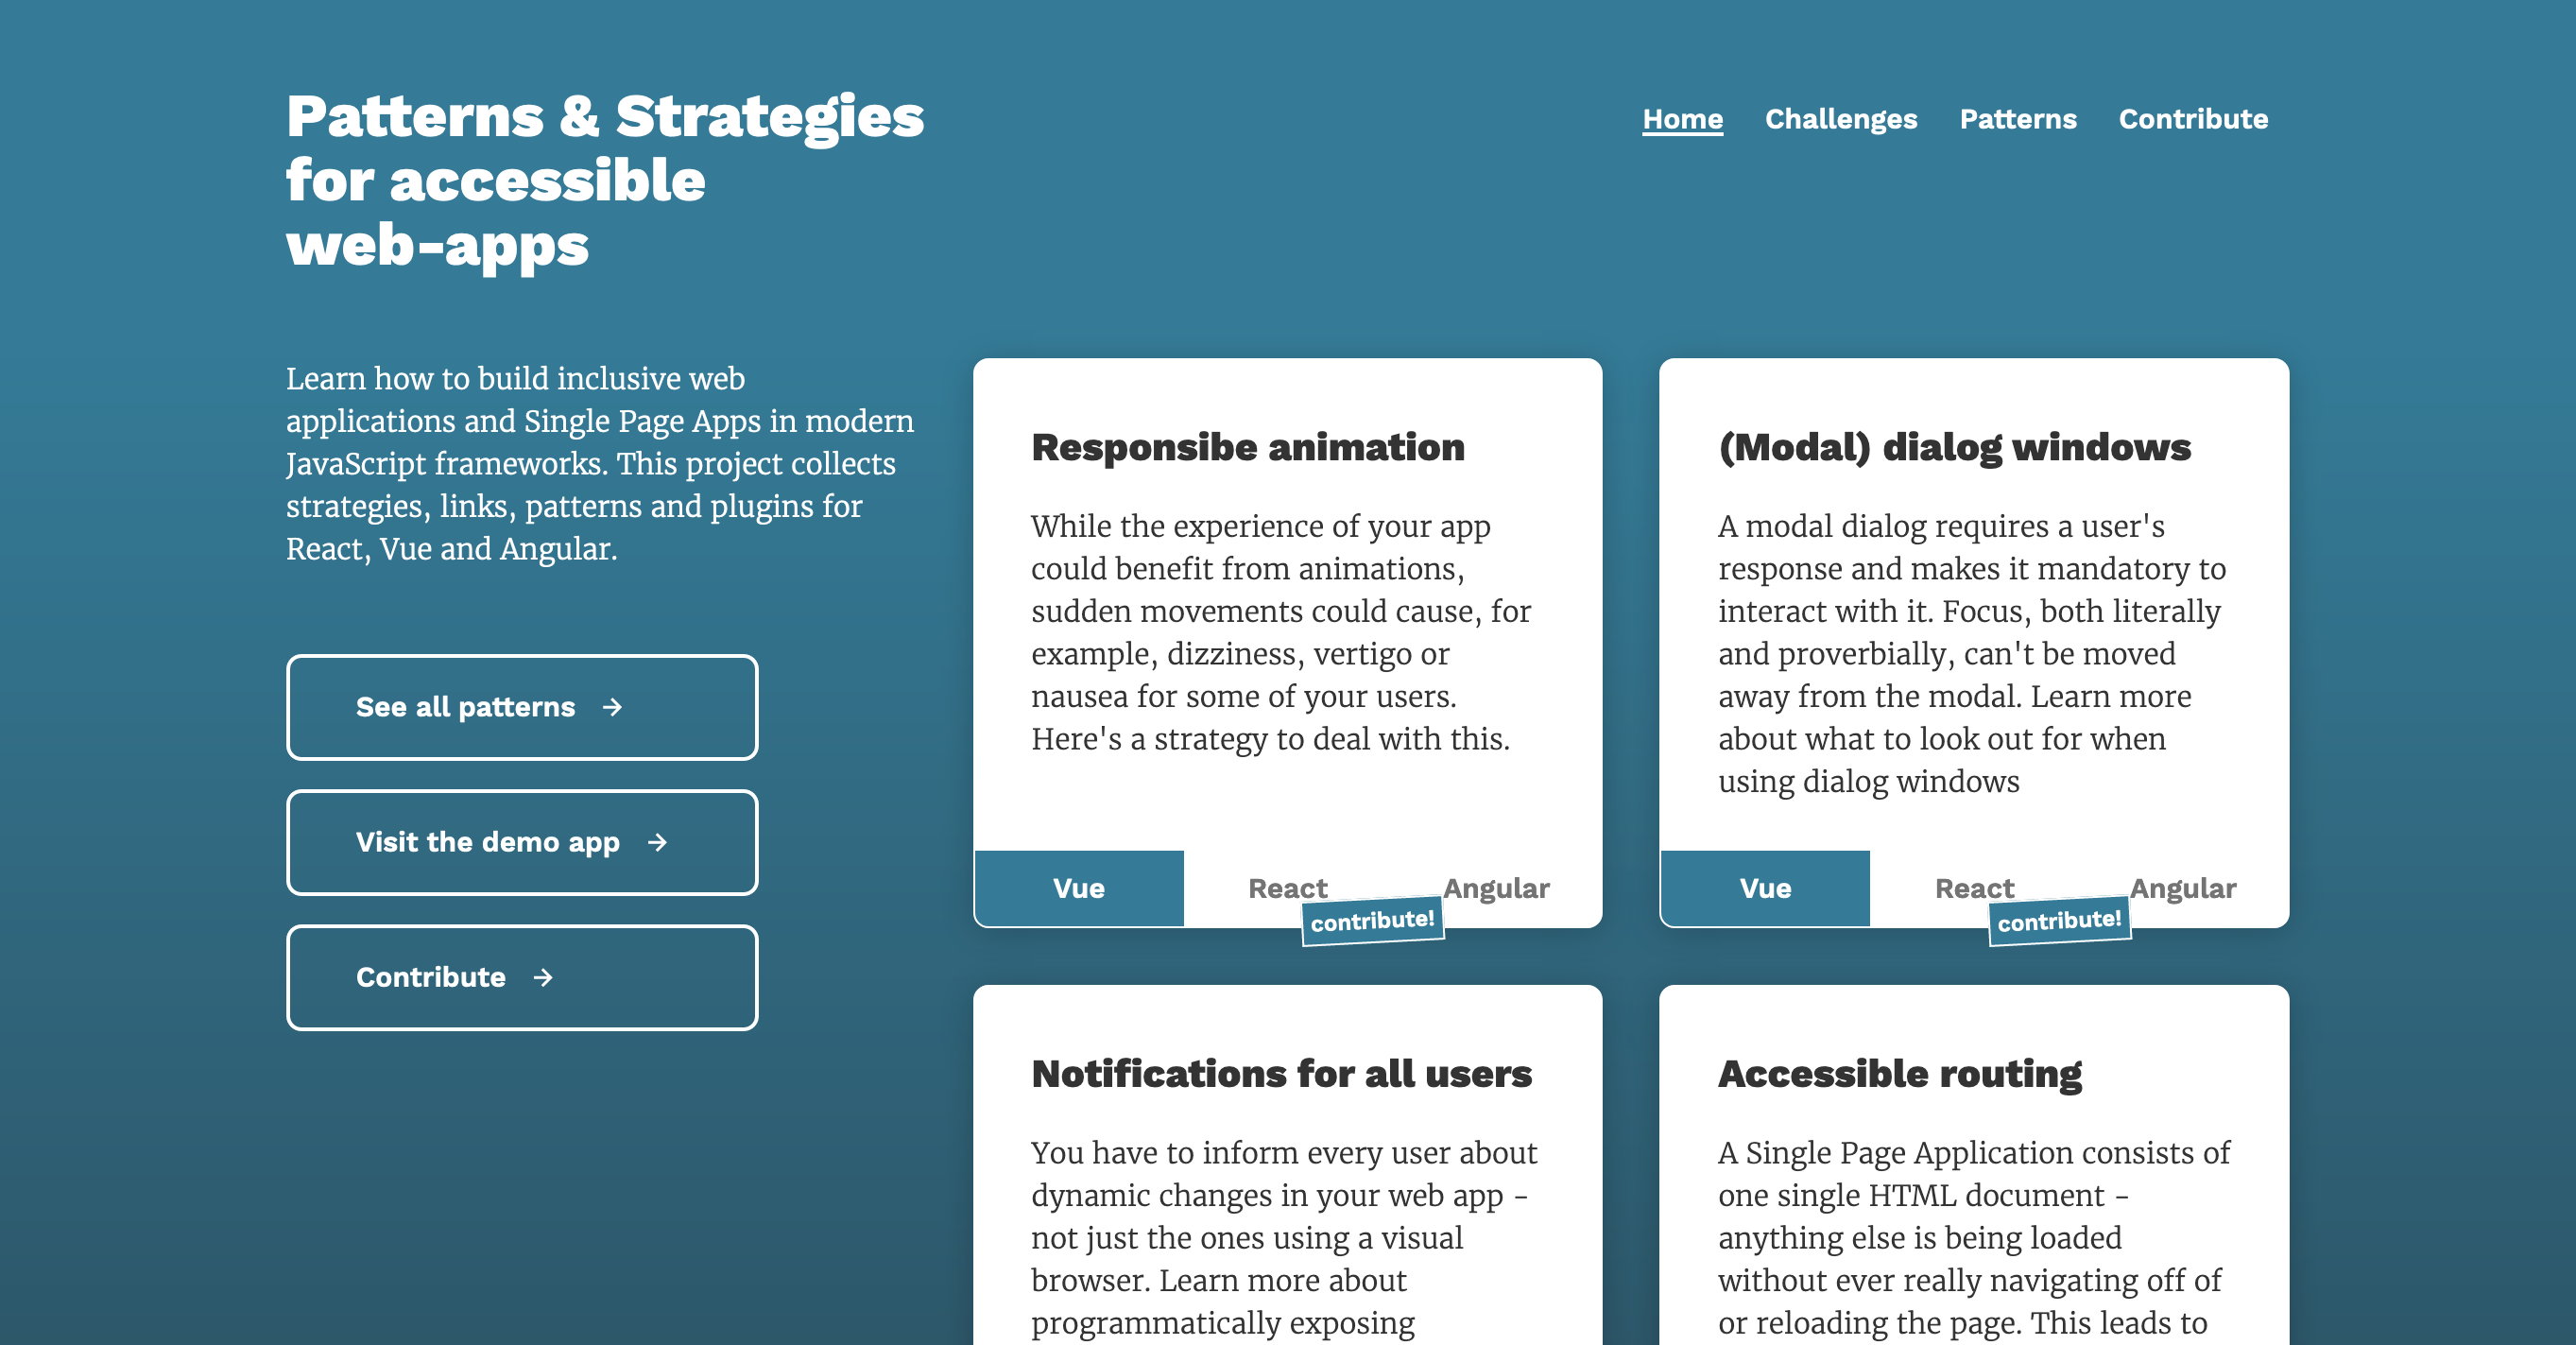 Patterns & Strategies
for accessible
web-apps
Home
Challenges
Patterns
Contribute
Learn how to build inclusive web
applications and Single Page Apps in modern
JavaScript frameworks. This project collects
strategies, links, patterns and plugins for
React, Vue and Angular.
See all patterns →
Visit the demo app →
Contribute →
Responsibe animation
While the experience of your app
could benefit from animations,
sudden movements could cause, for
example, dizziness, vertigo or
nausea for some of your users.
Here's a strategy to deal with this.
Vue
React
Angular
contribute!
(Modal) dialog windows
A modal dialog requires a user's
response and makes it mandatory to
interact with it. Focus, both literally
and proverbially, can't be moved
away from the modal. Learn more
about what to look out for when
using dialog windows
Vue
React
Angular
contribute!
Notifications for all users
You have to inform every user about
dynamic changes in your web app -
not just the ones using a visual
browser. Learn more about
programmatically exposing
Accessible routing
A Single Page Application consists of
one single HTML document -
anything else is being loaded
without ever really navigating off of
or reloading the page. This leads to